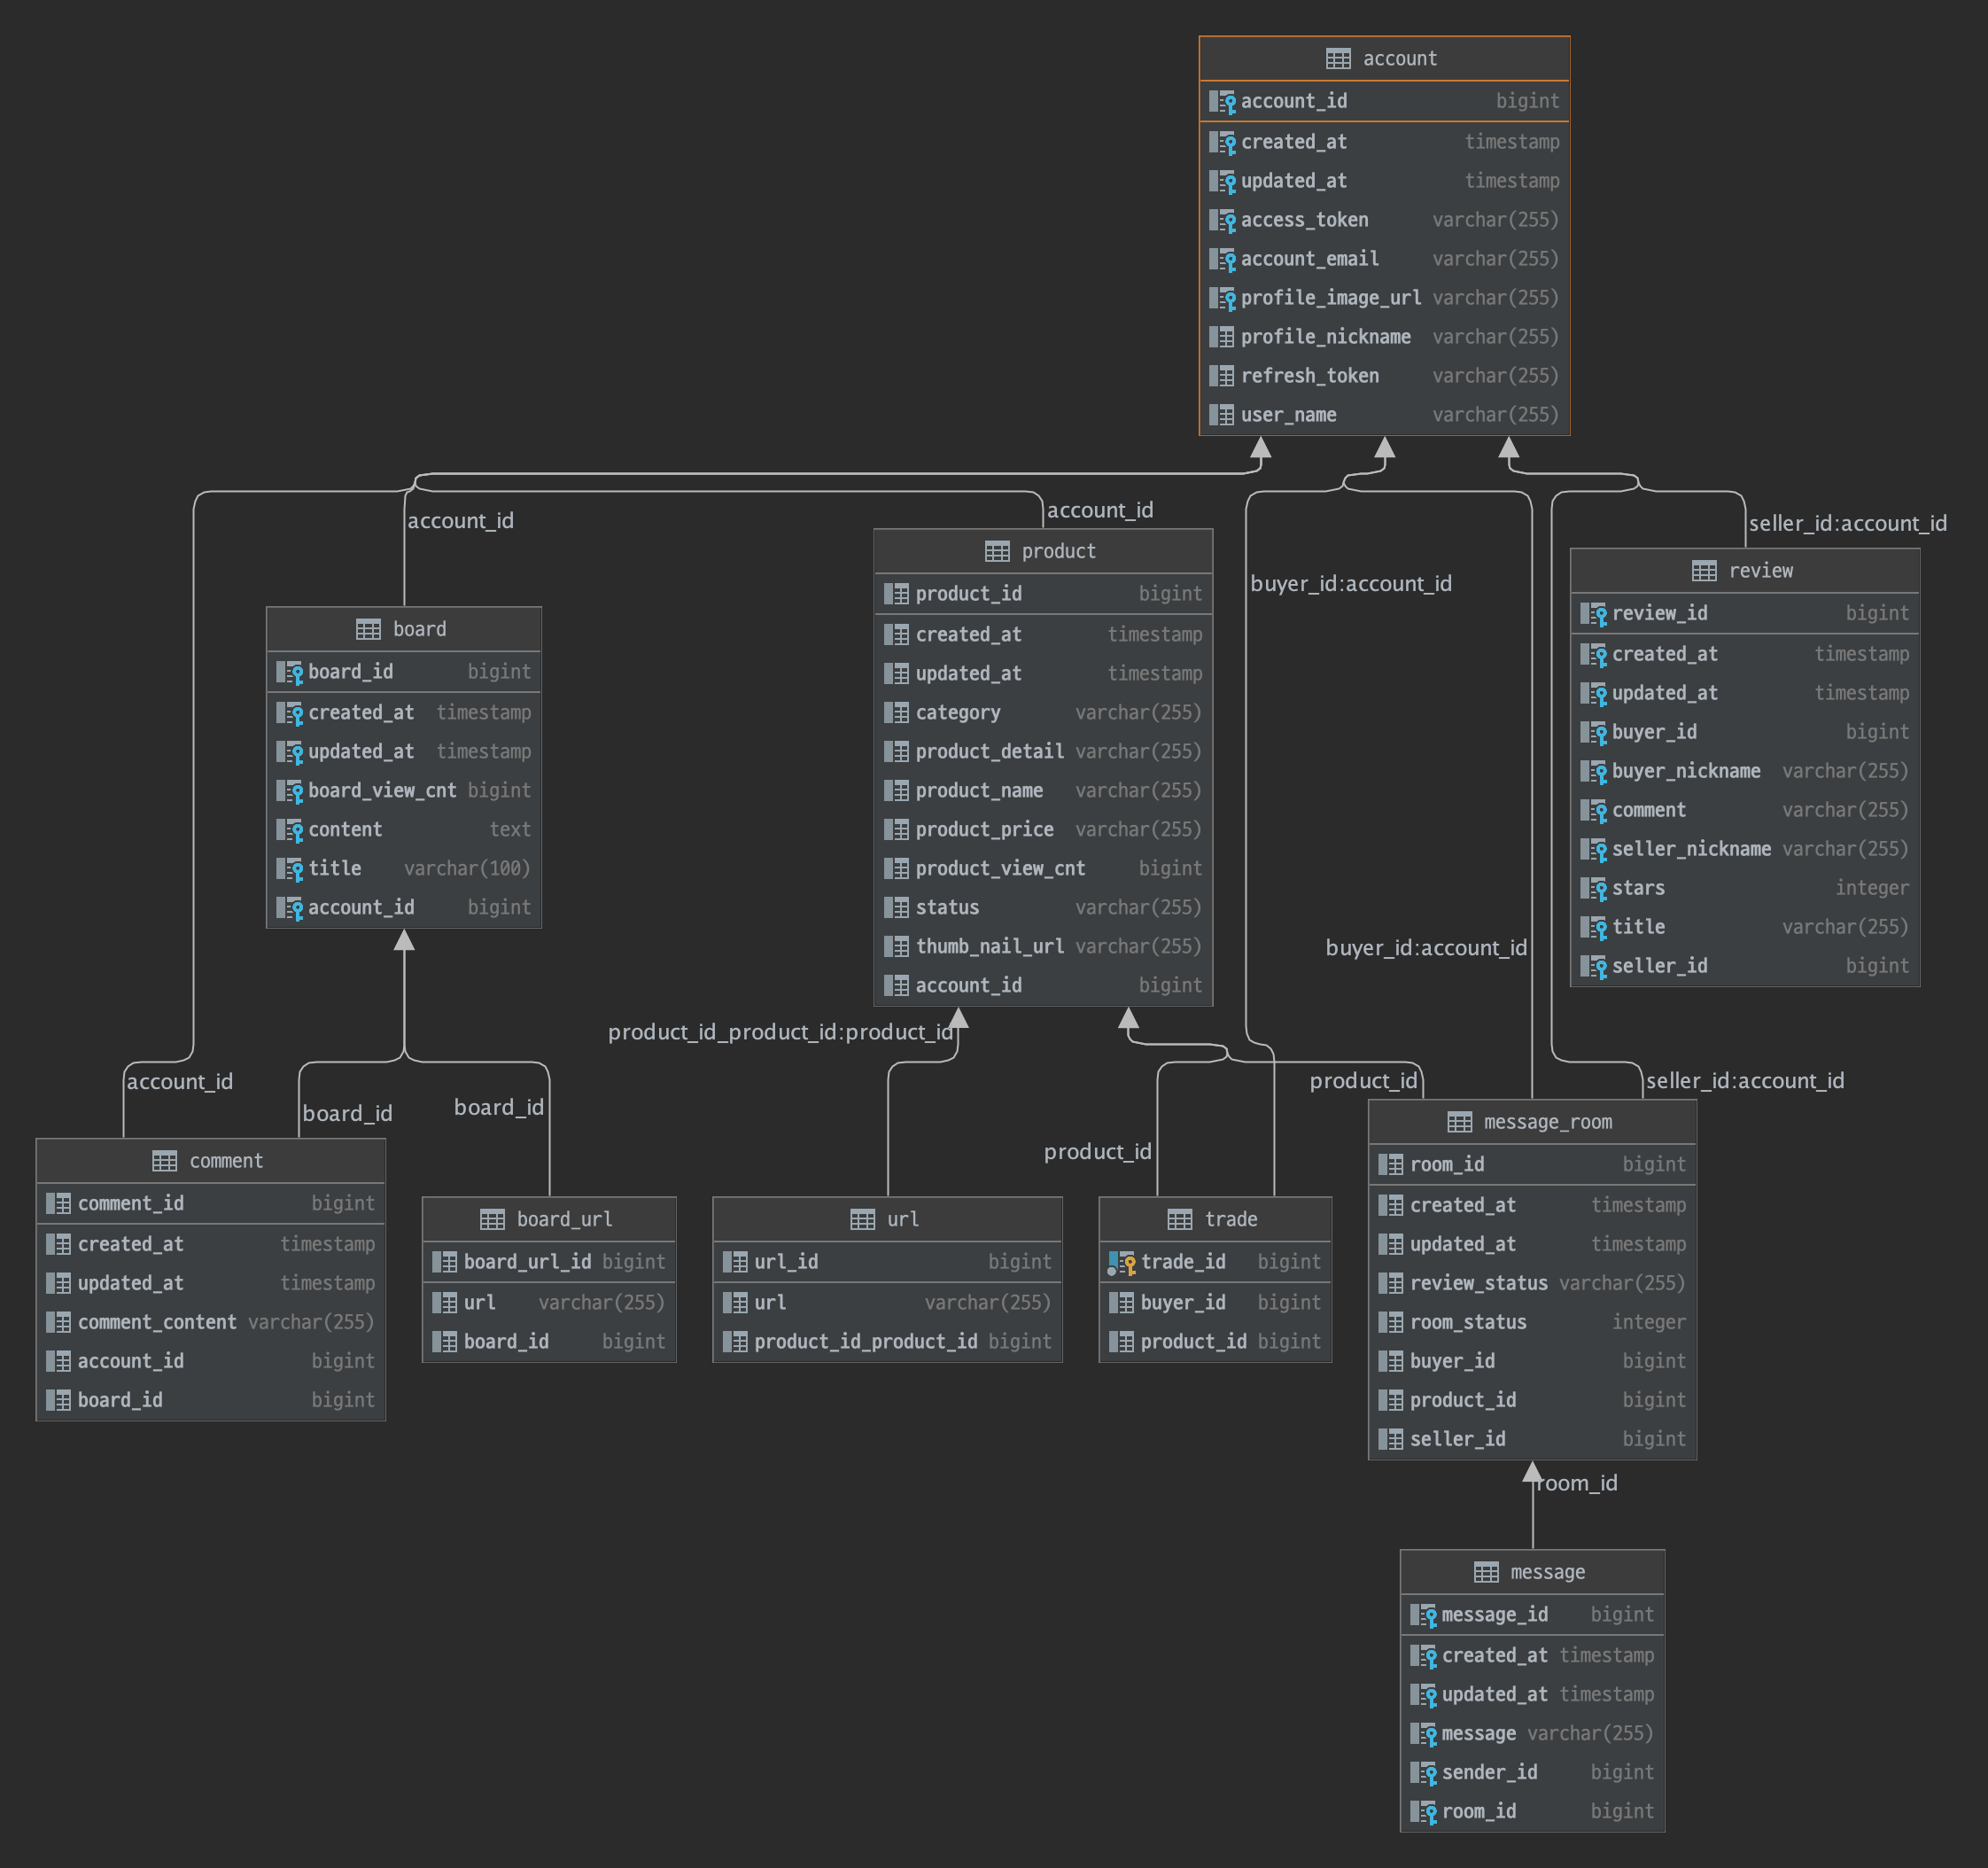 account
account_id bigint
created_at timestamp
updated_at timestamp
access_token varchar(255)
account_email varchar(255)
profile_image_url varchar(255)
profile_nickname varchar(255)
refresh_token varchar(255)
user_name varchar(255)
account_id
account_id
buyer_id:account_id
seller_id:account_id
board
board_id bigint
created_at timestamp
updated_at timestamp
board_view_cnt bigint
content text
title varchar(100)
account_id bigint
product
product_id bigint
created_at timestamp
updated_at timestamp
category varchar(255)
product_detail varchar(255)
product_name varchar(255)
product_price varchar(255)
product_view_cnt bigint
status varchar(255)
thumb_nail_url varchar(255)
account_id bigint
review
review_id bigint
created_at timestamp
updated_at timestamp
buyer_id bigint
buyer_nickname varchar(255)
comment varchar(255)
seller_nickname varchar(255)
stars integer
title varchar(255)
seller_id bigint
buyer_id:account_id
product_id_product_id:product_id
account_id
board_id
board_id
product_id
product_id
seller_id:account_id
comment
comment_id bigint
created_at timestamp
updated_at timestamp
comment_content varchar(255)
account_id bigint
board_id bigint
board_url
board_url_id bigint
url varchar(255)
board_id bigint
url
url_id bigint
url varchar(255)
product_id_product_id bigint
trade
trade_id bigint
buyer_id bigint
product_id bigint
message_room
room_id bigint
created_at timestamp
updated_at timestamp
review_status varchar(255)
room_status integer
buyer_id bigint
product_id bigint
seller_id bigint
room_id
message
message_id bigint
created_at timestamp
updated_at timestamp
message varchar(255)
sender_id bigint
room_id bigint